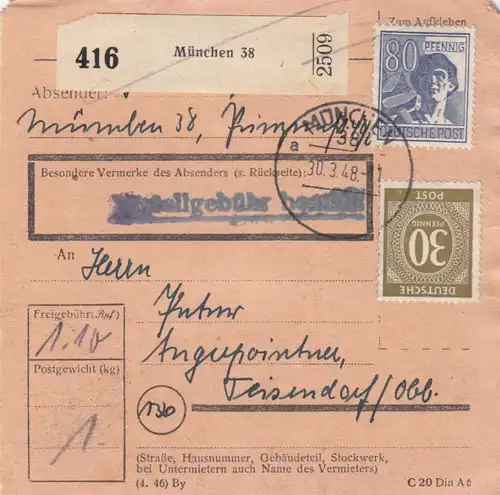 416
München 38
2509
Zum Aufkleben
80 PFENNIG
DEUTSCHE POST
Absender:
München 38,
MÜNCHEN
38
a
30.3.48.-
Besondere Vermerke des Absenders (s. Rückseite):
Zustellgebühr bezahlt
30
PFENNIG
DEUTSCHE
POST
An
Herrn
Peter
Angerpointner,
Teisendorf/Obb.
Freigebühr (Rpf)
1.10
Postgewicht (kg)
1.
13b
(Straße, Hausnummer, Gebäudeteil, Stockwerk,
bei Untermietern auch Name des Vermieters)
(4. 46) By
C 20 Din A 6